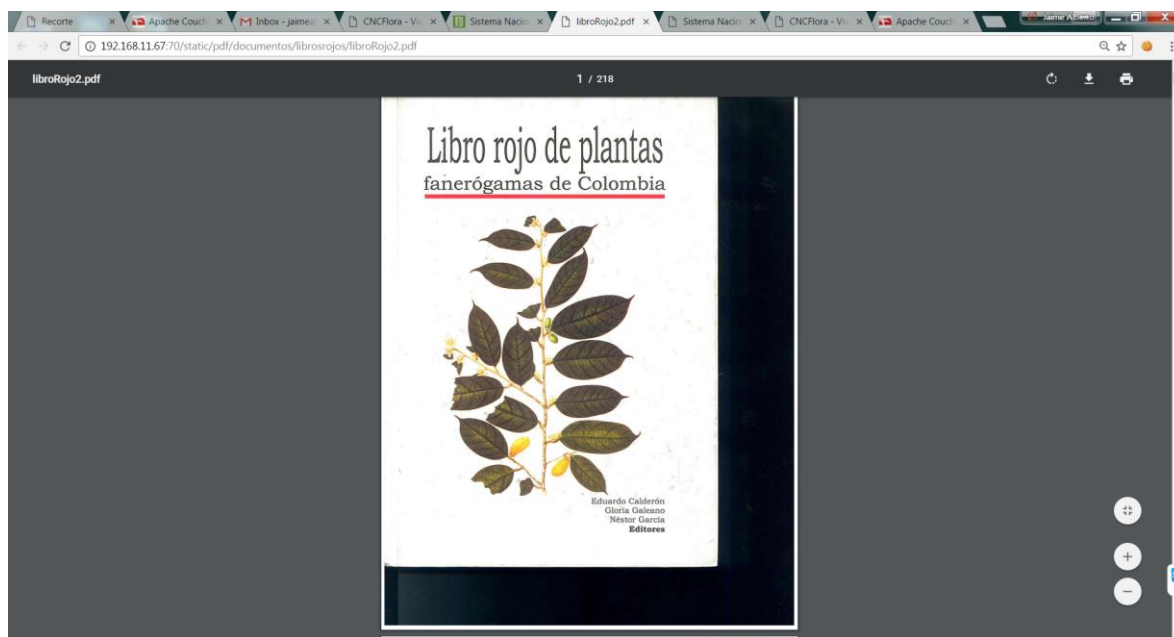 Recorte
Apache Couch
M Inbox - jaimea
CNCFlora - Vis
Sistema Nacio
libroRojo2.pdf
Sistema Nacio
CNCFlora - Vis
Apache Couch
Jaime Alberto
192.168.11.67:70/static/pdf/documentos/librosrojos/libroRojo2.pdf
libroRojo2.pdf
1 / 218
Libro rojo de plantas
fanerógamas de Colombia
Eduardo Calderón
Gloria Galeano
Néstor García
Editores